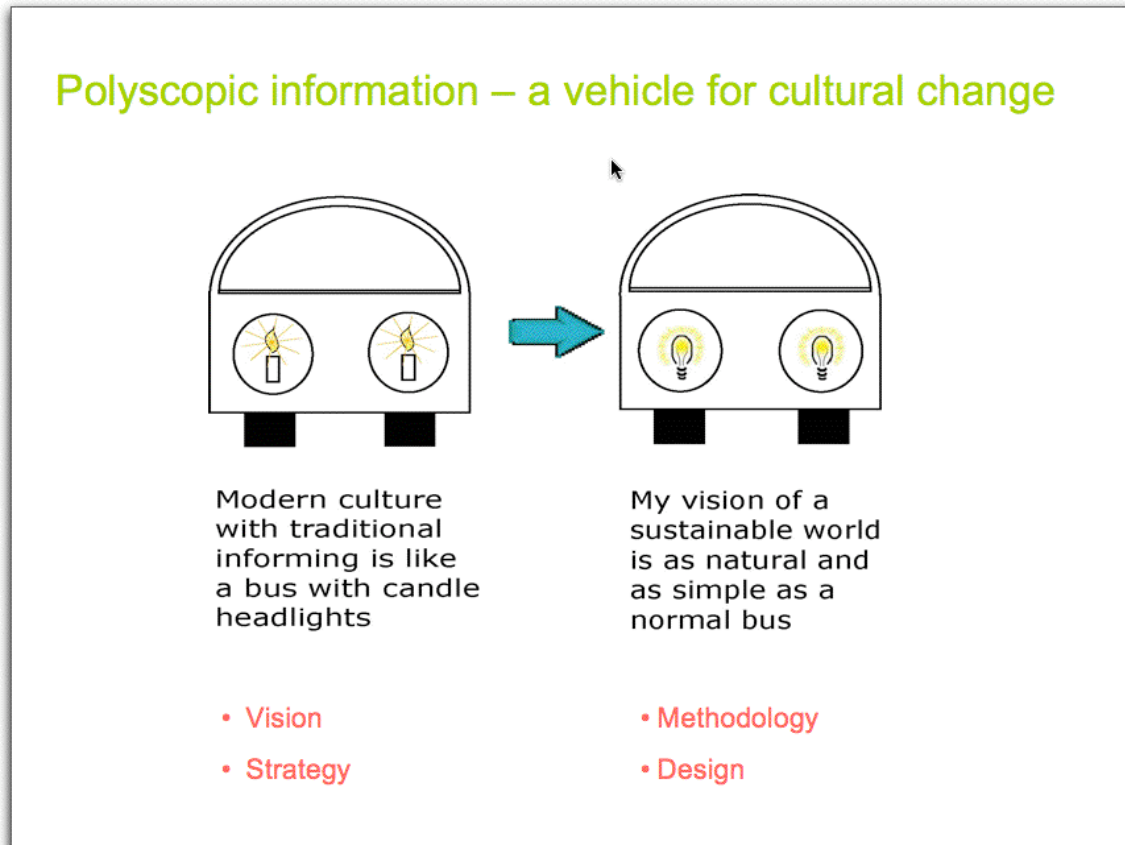 Polyscopic information – a vehicle for cultural change
Modern culture
with traditional
informing is like
a bus with candle
headlights
My vision of a
sustainable world
is as natural and
as simple as a
normal bus
• Vision
• Strategy
• Methodology
• Design